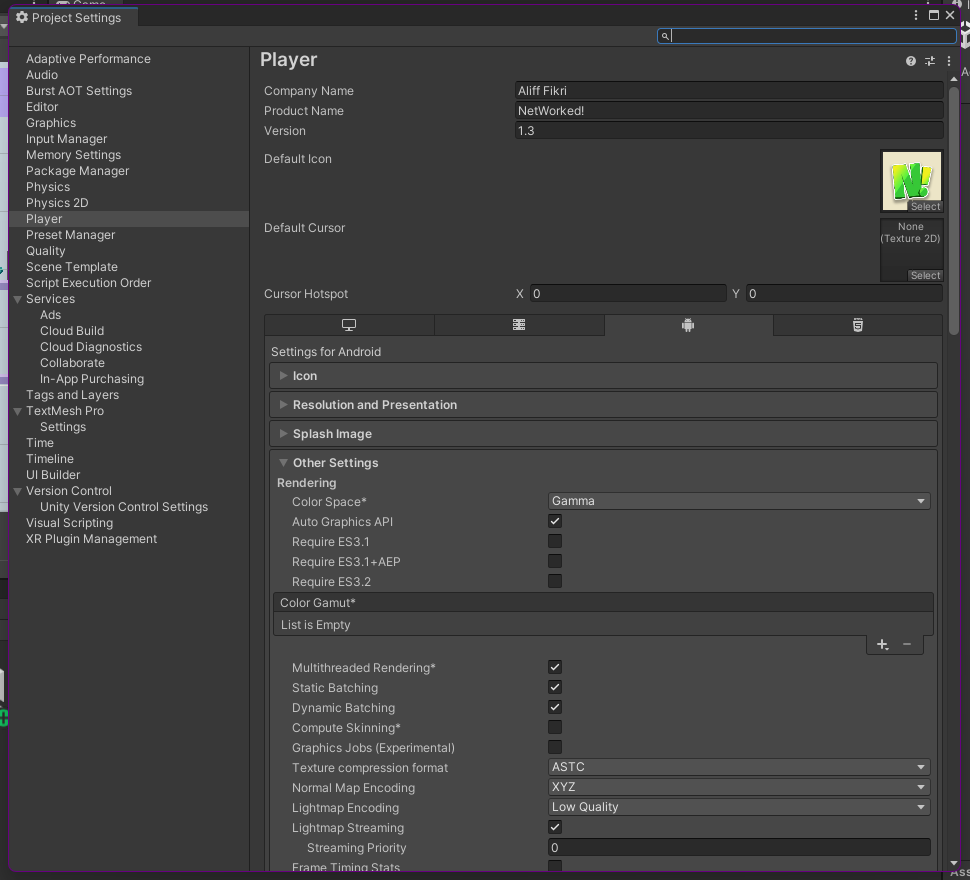 Game
Project Settings
Adaptive Performance
Audio
Burst AOT Settings
Editor
Graphics
Input Manager
Memory Settings
Package Manager
Physics
Physics 2D
Player
Preset Manager
Quality
Scene Template
Script Execution Order
Services
Ads
Cloud Build
Cloud Diagnostics
Collaborate
In-App Purchasing
Tags and Layers
TextMesh Pro
Settings
Time
Timeline
UI Builder
Version Control
Unity Version Control Settings
Visual Scripting
XR Plugin Management
Player
Company Name Aliff Fikri
Product Name NetWorked!
Version 1.3
Default Icon
N!
Select
Default Cursor
None
(Texture 2D)
Select
Cursor Hotspot X 0 Y 0
Settings for Android
Icon
Resolution and Presentation
Splash Image
Other Settings
Rendering
Color Space* Gamma
Auto Graphics API
Require ES3.1
Require ES3.1+AEP
Require ES3.2
Color Gamut*
List is Empty
Multithreaded Rendering*
Static Batching
Dynamic Batching
Compute Skinning*
Graphics Jobs (Experimental)
Texture compression format ASTC
Normal Map Encoding XYZ
Lightmap Encoding Low Quality
Lightmap Streaming
Streaming Priority 0
Frame Timing Stats